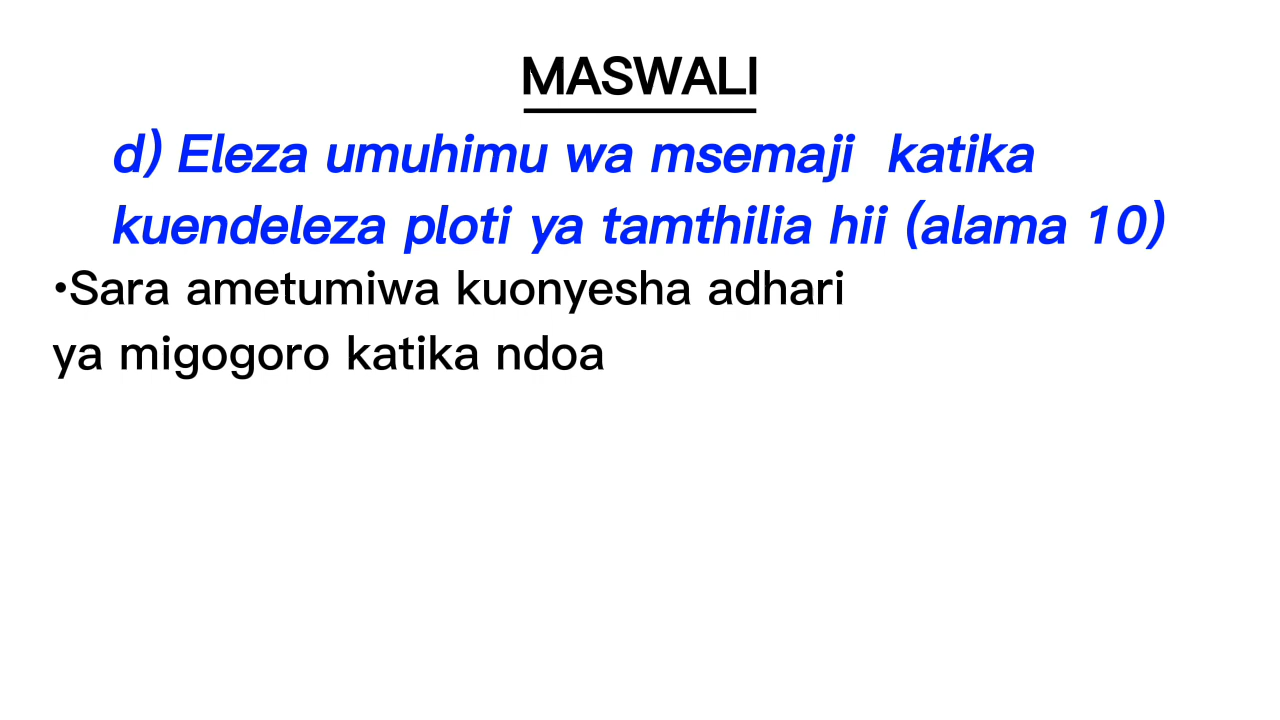 MASWALI
d) Eleza umuhimu wa msemaji katika
kuendeleza ploti ya tamthilia hii (alama 10)
•Sara ametumiwa kuonyesha adhari
ya migogoro katika ndoa